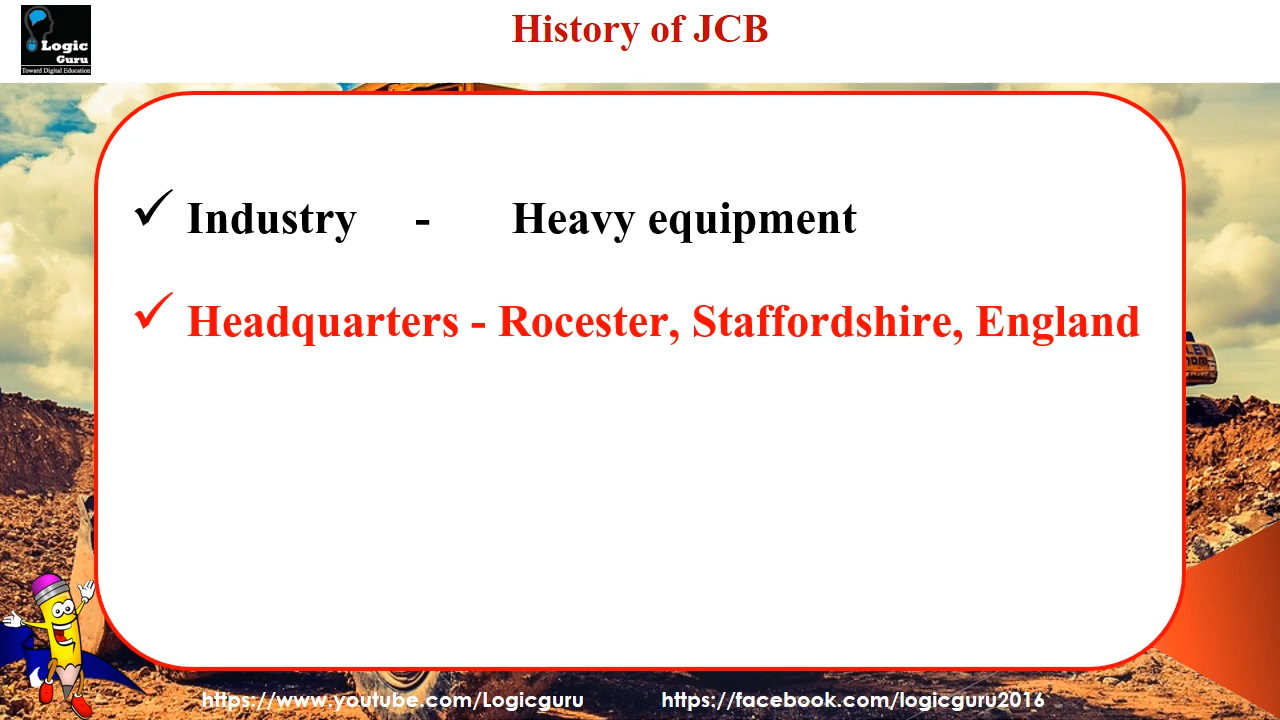 Logic
Guru
Toward Digital Education
History of JCB
Industry - Heavy equipment
Headquarters - Rocester, Staffordshire, England
https://www.youtube.com/Logicguru
https://facebook.com/logicguru2016